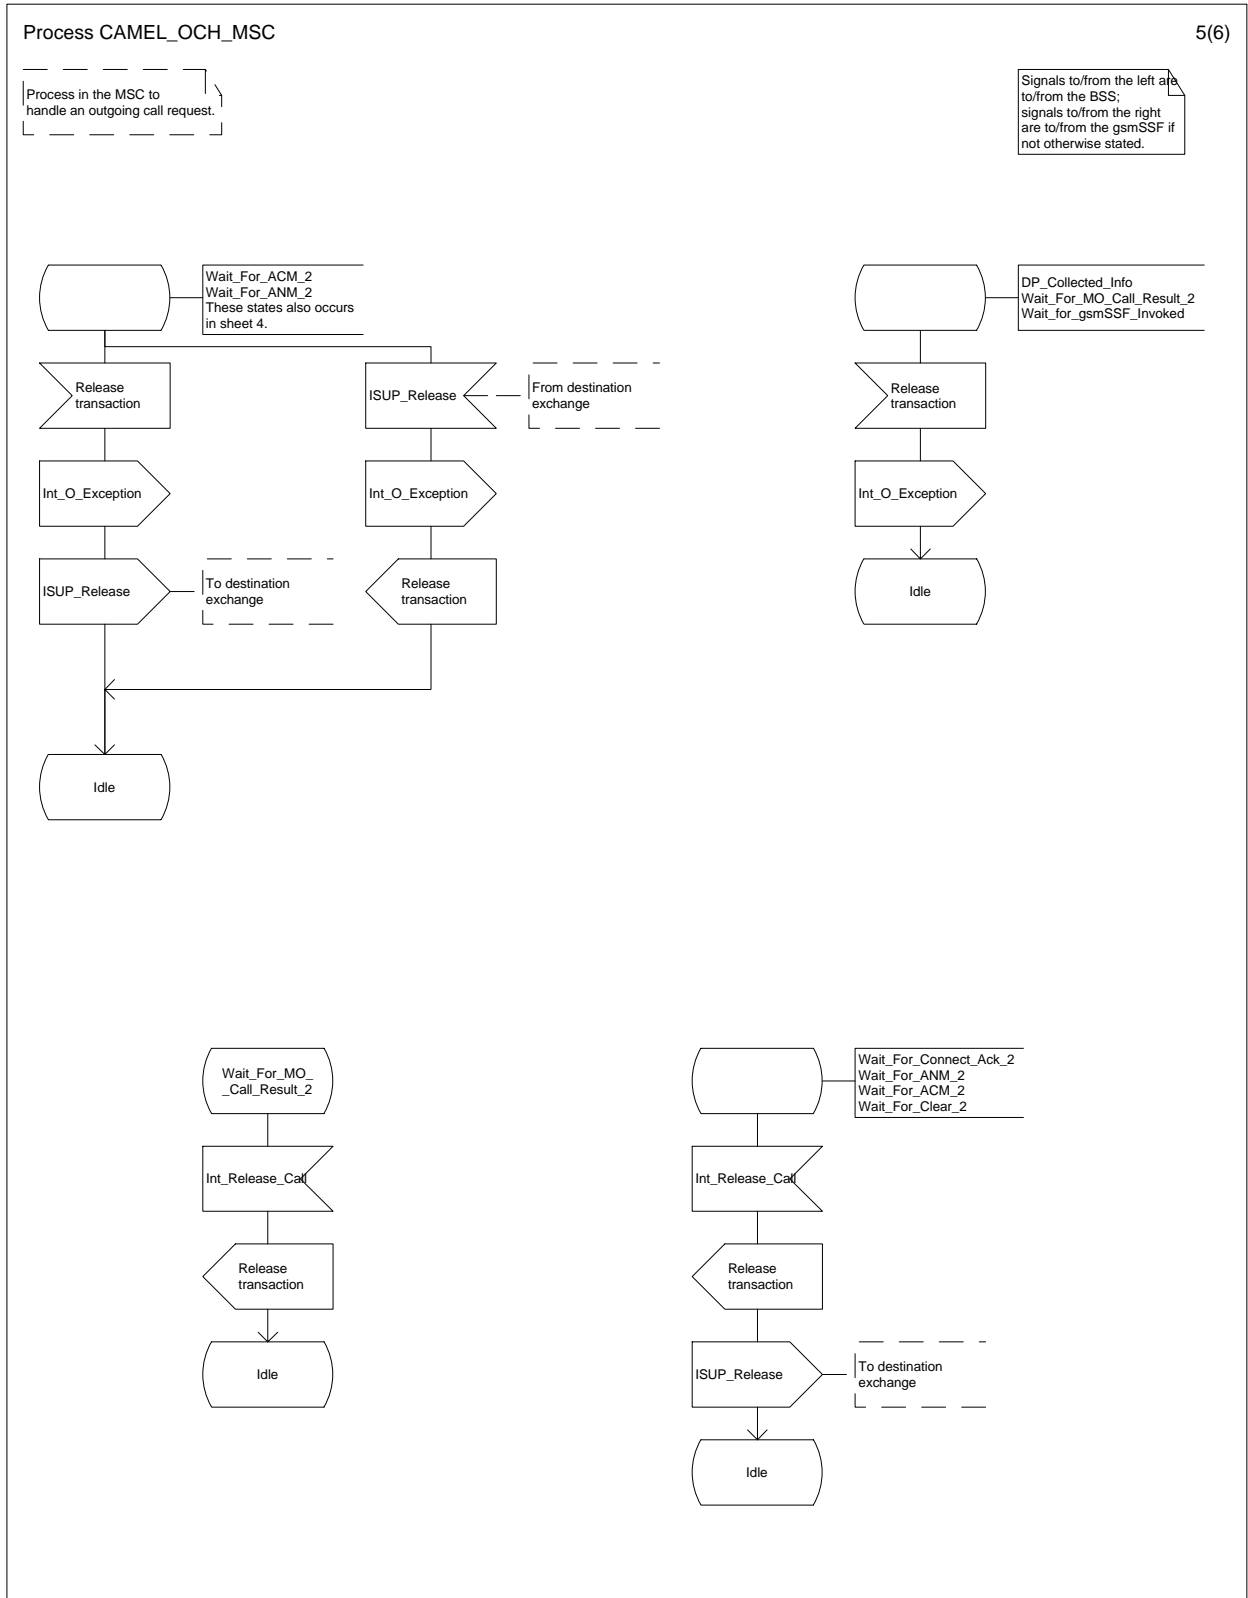 Process CAMEL_OCH_MSC
5(6)
Process in the MSC to
handle an outgoing call request.
Signals to/from the left are
to/from the BSS;
signals to/from the right
are to/from the gsmSSF if
not otherwise stated.
Wait_For_ACM_2
Wait_For_ANM_2
These states also occurs
in sheet 4.
Release
transaction
Int_O_Exception
ISUP_Release
To destination
exchange
ISUP_Release
From destination
exchange
Int_O_Exception
Release
transaction
Idle
DP_Collected_Info
Wait_For_MO_Call_Result_2
Wait_for_gsmSSF_Invoked
Release
transaction
Int_O_Exception
Idle
Wait_For_MO_
_Call_Result_2
Int_Release_Call
Release
transaction
Idle
Wait_For_Connect_Ack_2
Wait_For_ANM_2
Wait_For_ACM_2
Wait_For_Clear_2
Int_Release_Call
Release
transaction
ISUP_Release
To destination
exchange
Idle